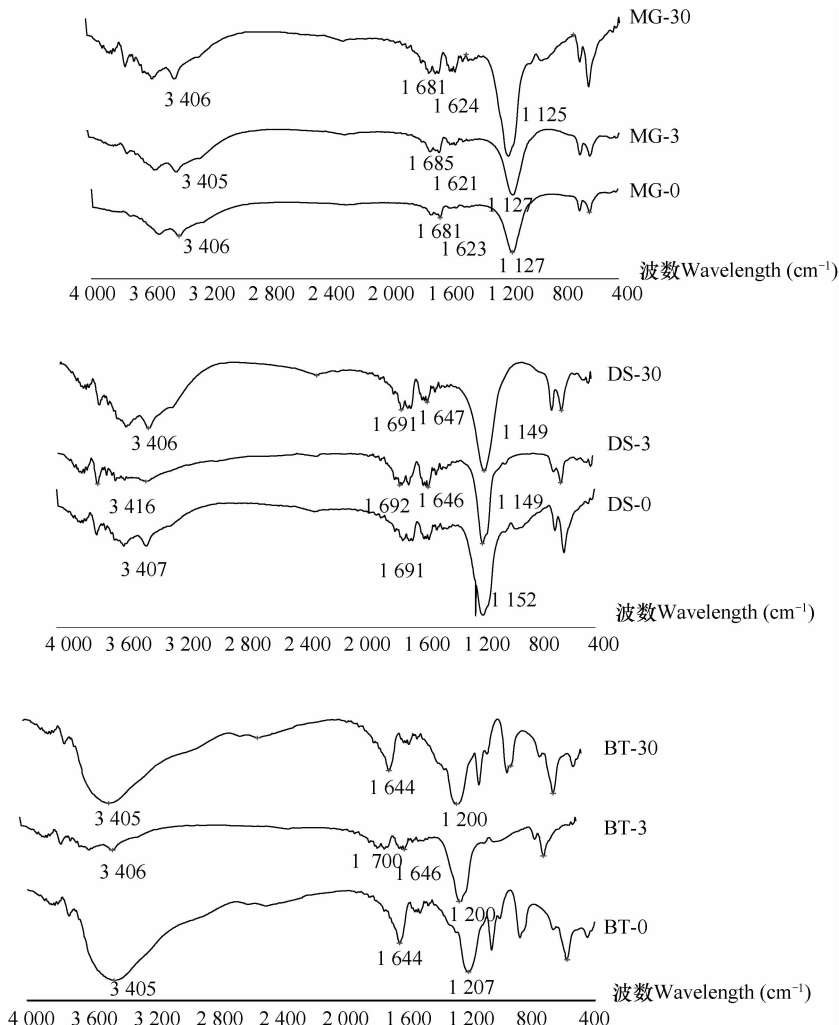 MG-30
1 681
3 406
1 624
1 125
MG-3
1 685
3 405
1 621
MG-0
1 127
1 681
3 406
1 623
1 127
波数Wavelength (cm⁻¹)
4 000 3 600 3 200 2 800 2 400 2 000 1 600 1 200 800 400
DS-30
1 691
1 647
3 406
1 149
DS-3
3 416
1 692
1 646
1 149
DS-0
3 407
1 691
1 152
波数Wavelength (cm⁻¹)
4 000 3 600 3 200 2 800 2 400 2 000 1 600 1 200 800 400
BT-30
1 644
3 405
1 200
BT-3
1 700
3 406
1 646
1 200
BT-0
1 644
3 405
1 207
波数Wavelength (cm⁻¹)
4 000 3 600 3 200 2 800 2 400 2 000 1 600 1 200 800 400